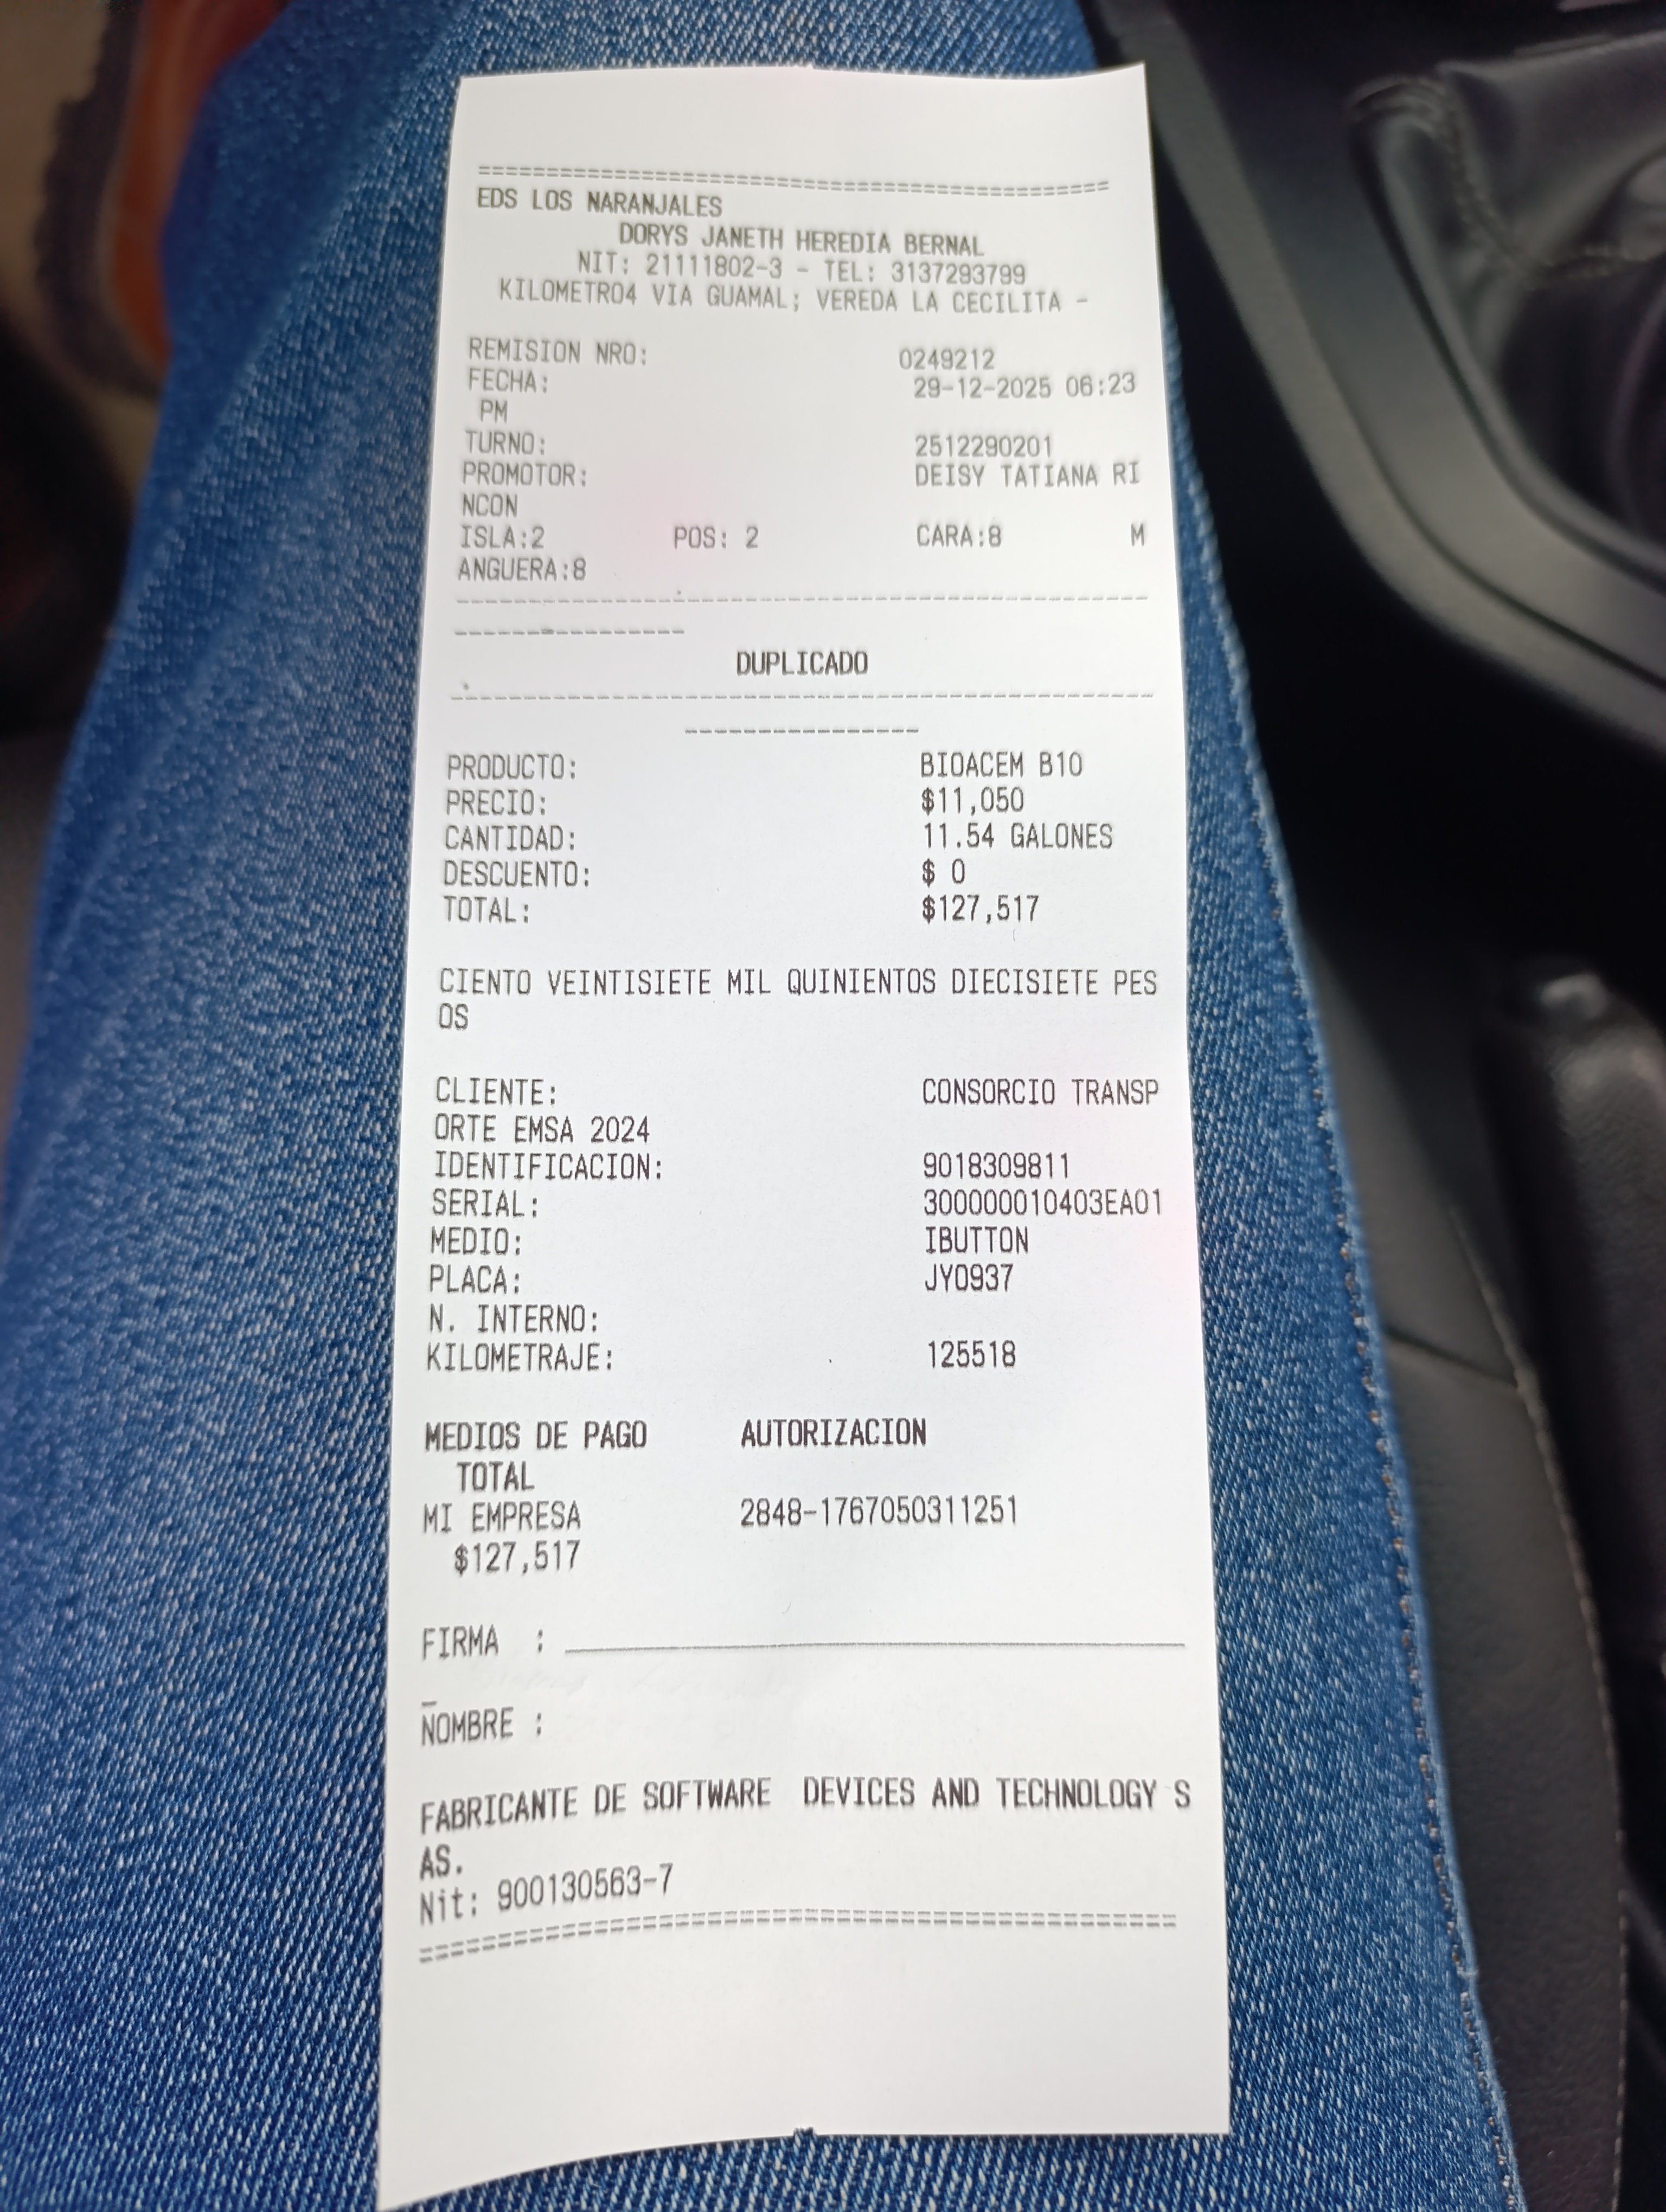 ================================================
EDS LOS NARANJALES
DORYS JANETH HEREDIA BERNAL
NIT: 21111802-3 - TEL: 3137293799
KILOMETRO4 VIA GUAMAL; VEREDA LA CECILITA -
REMISION NRO: 0249212
FECHA: 29-12-2025 06:23
PM
TURNO: 2512290201
PROMOTOR: DEISY TATIANA RI
NCON
ISLA:2 POS: 2 CARA:8 M
ANGUERA:8
------------------------------------------------
----------------
DUPLICADO
------------------------------------------------
----------------
PRODUCTO: BIOACEM B10
PRECIO: $11,050
CANTIDAD: 11.54 GALONES
DESCUENTO: $ 0
TOTAL: $127,517
CIENTO VEINTISIETE MIL QUINIENTOS DIECISIETE PES
OS
CLIENTE: CONSORCIO TRANSP
ORTE EMSA 2024
IDENTIFICACION: 9018309811
SERIAL: 300000010403EA01
MEDIO: IBUTTON
PLACA: JYO937
N. INTERNO:
KILOMETRAJE: 125518
MEDIOS DE PAGO AUTORIZACION
TOTAL
MI EMPRESA 2848-1767050311251
$127,517
FIRMA : ________________________________________
_
NOMBRE :
FABRICANTE DE SOFTWARE DEVICES AND TECHNOLOGY S
AS.
Nit: 900130563-7
================================================